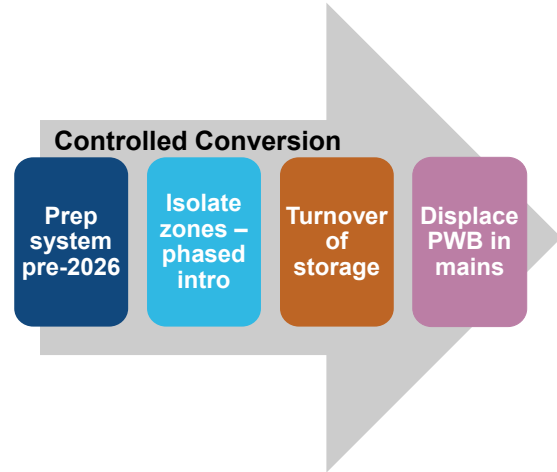 Controlled Conversion
Prep
system
pre-2026
Isolate
zones –
phased
intro
Turnover
of
storage
Displace
PWB in
mains